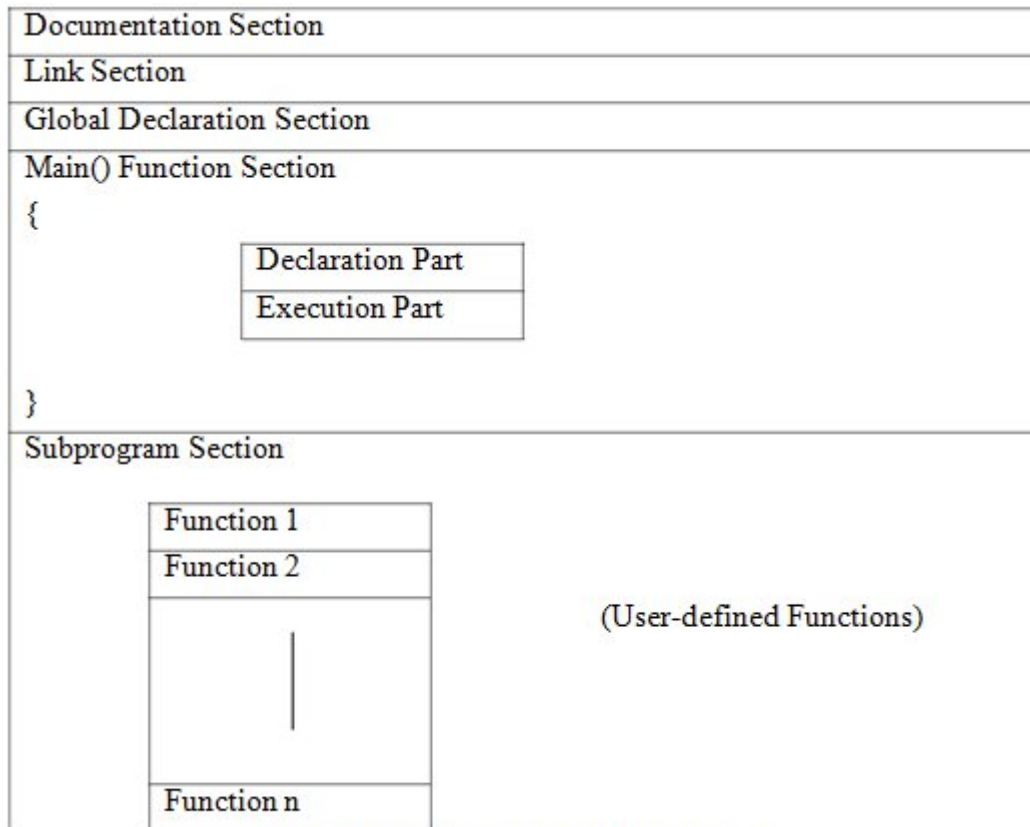 Documentation Section
Link Section
Global Declaration Section
Main() Function Section
{
Declaration Part
Execution Part
}
Subprogram Section
Function 1
Function 2
(User-defined Functions)
Function n